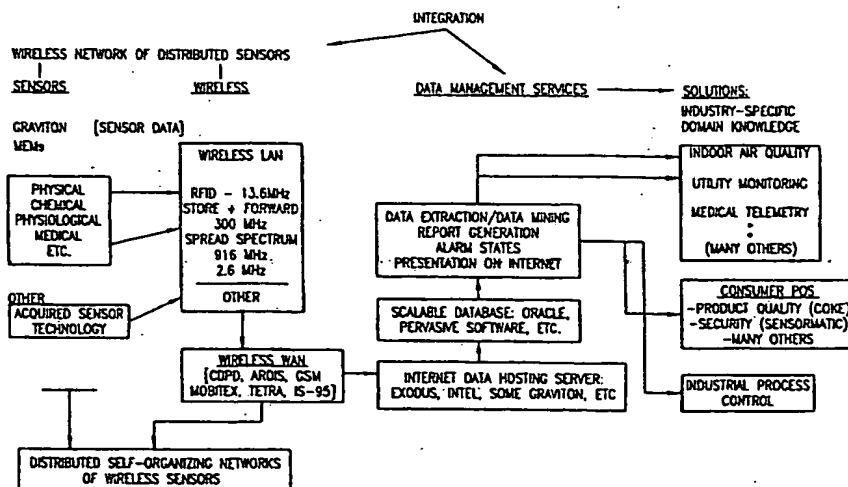 INTEGRATION
WIRELESS NETWORK OF DISTRIBUTED SENSORS
SENSORS
WIRELESS
DATA MANAGEMENT SERVICES
SOLUTIONS:
INDUSTRY-SPECIFIC
DOMAIN KNOWLEDGE
GRAVITON
MEMs
[SENSOR DATA]
PHYSICAL
CHEMICAL
PHYSIOLOGICAL
MEDICAL
ETC.
OTHER
ACQUIRED SENSOR
TECHNOLOGY
WIRELESS LAN
RFID - 13.6MHz
STORE + FORWARD
300 MHz
SPREAD SPECTRUM
916 MHz
2.6 MHz
OTHER
WIRELESS WAN
[CDPD, ARDIS, GSM
MOBITEX, TETRA, IS-95]
DISTRIBUTED SELF-ORGANIZING NETWORKS
OF WIRELESS SENSORS
DATA EXTRACTION/DATA MINING
REPORT GENERATION
ALARM STATES
PRESENTATION ON INTERNET
SCALABLE DATABASE: ORACLE,
PERVASIVE SOFTWARE, ETC.
INTERNET DATA HOSTING SERVER:
EXODUS, INTEL, SOME GRAVITON, ETC
INDOOR AIR QUALITY
UTILITY MONITORING
MEDICAL TELEMETRY
(MANY OTHERS)
CONSUMER POS
-PRODUCT QUALITY (COKE)
-SECURITY (SENSORMATIC)
-MANY OTHERS
INDUSTRIAL PROCESS
CONTROL